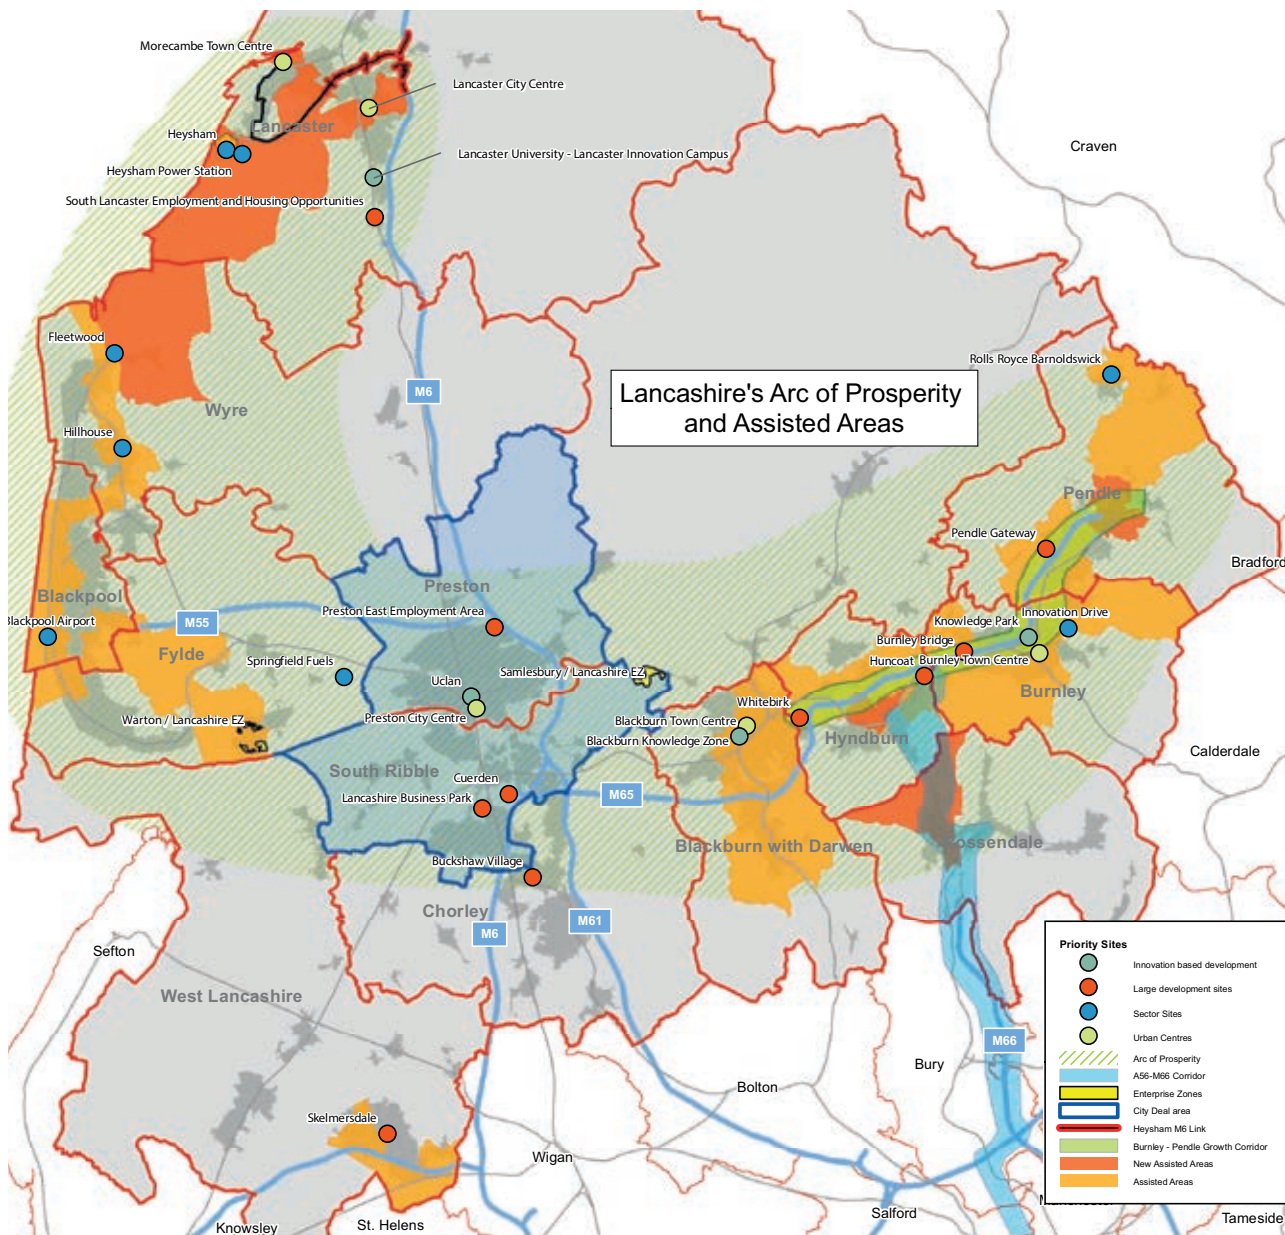 Morecambe Town Centre
Lancaster City Centre
Lancaster
Heysham
Craven
Lancaster University - Lancaster Innovation Campus
Heysham Power Station
South Lancaster Employment and Housing Opportunities
Fleetwood
Rolls Royce Barnoldswick
M6
Lancashire's Arc of Prosperity
and Assisted Areas
Wyre
Hillhouse
Pendle
Pendle Gateway
Bradford
Preston
Blackpool
Preston East Employment Area
Innovation Drive
Blackpool Airport
M55
Knowledge Park
Burnley Bridge
Fylde
Springfield Fuels
Samlesbury / Lancashire EZ
Huncoat
Burnley Town Centre
Uclan
Burnley
Whitebirk
Warton / Lancashire EZ
Preston City Centre
Blackburn Town Centre
Blackburn Knowledge Zone
Hyndburn
Calderdale
South Ribble
Cuerden
Lancashire Business Park
M65
Blackburn with Darwen
ossendale
Buckshaw Village
Chorley
M6
M61
Sefton
West Lancashire
Priority Sites
Innovation based development
Large development sites
Sector Sites
Urban Centres
Arc of Prosperity
A56-M66 Corridor
Enterprise Zones
City Deal area
Heysham M6 Link
Burnley - Pendle Growth Corridor
New Assisted Areas
Assisted Areas
M66
Bury
Bolton
Skelmersdale
Wigan
Salford
Knowsley
St. Helens
Tameside